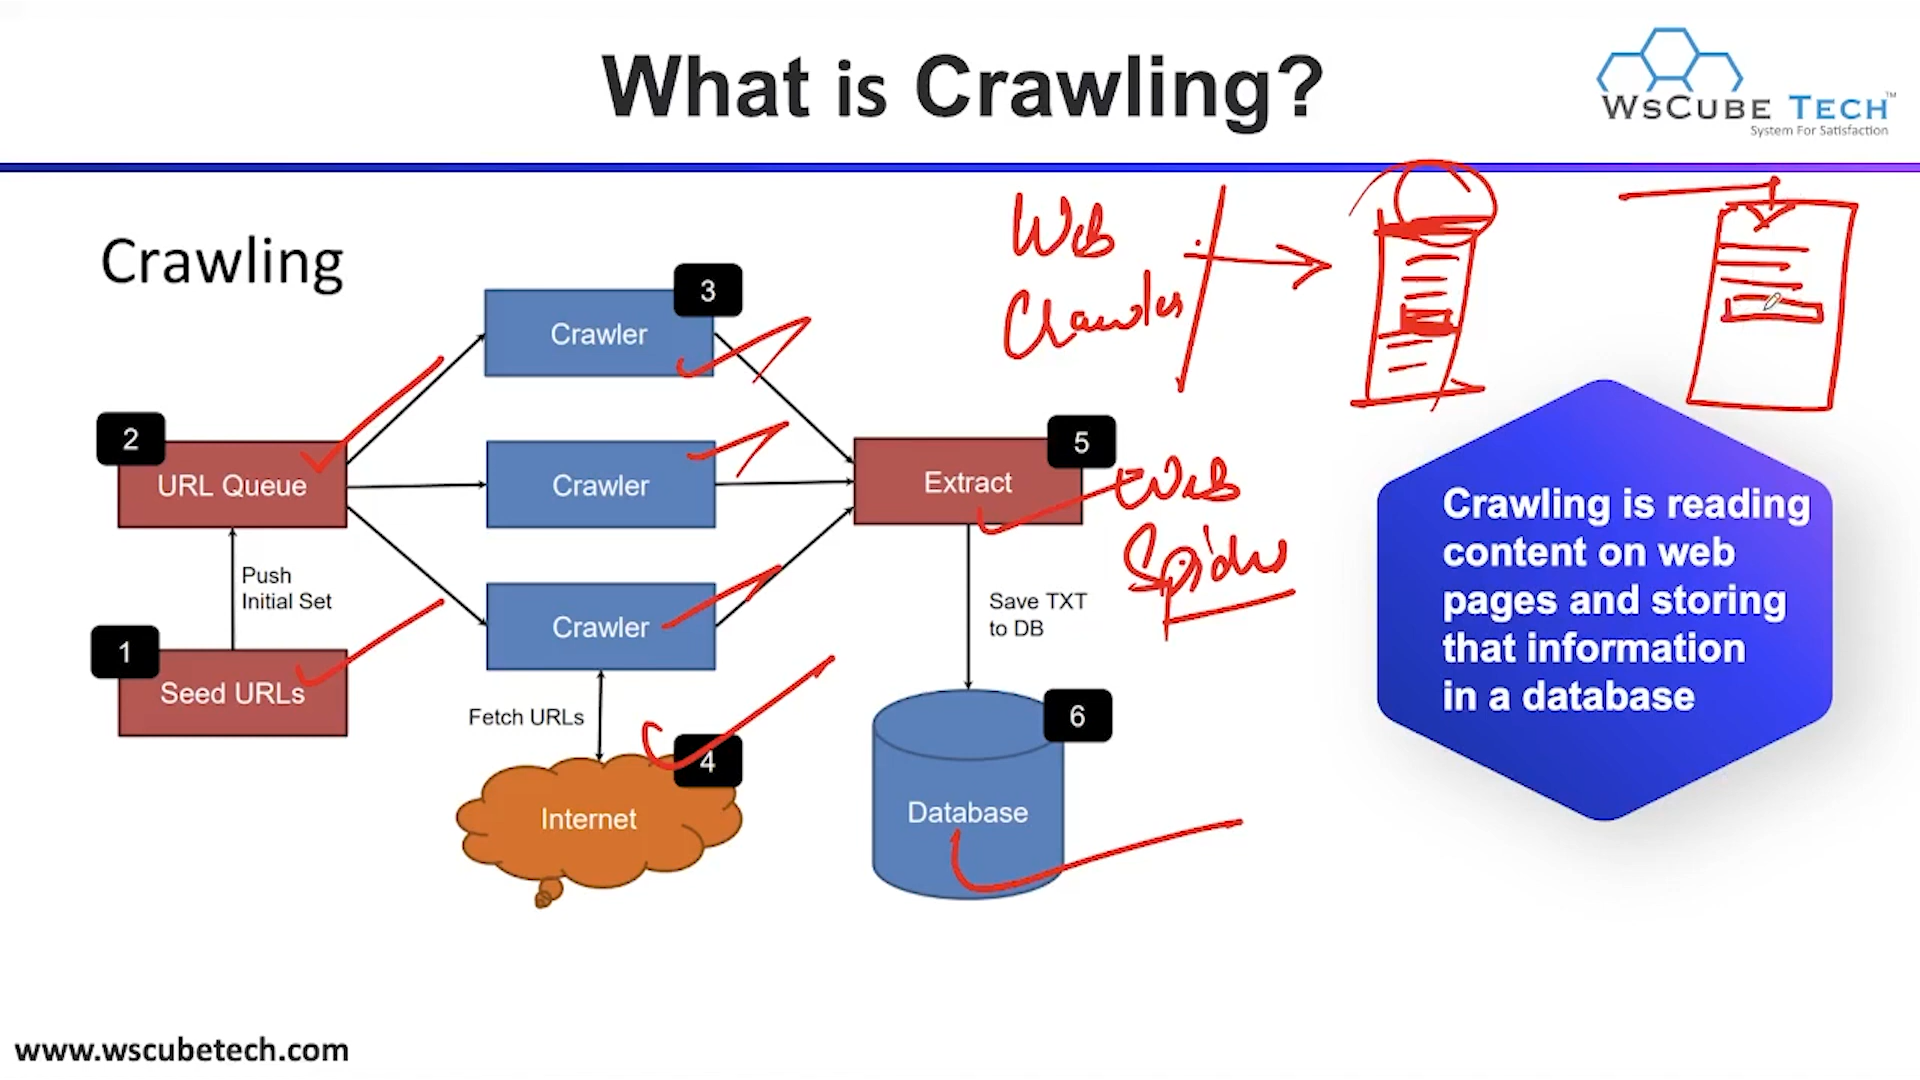 What is Crawling?
WsCube Tech™
System For Satisfaction
Crawling
Web
Crawler
3
Crawler
2
URL Queue
Crawler
5
Extract
Web
Spider
Crawling is reading
content on web
pages and storing
that information
in a database
Push
Initial Set
Crawler
Save TXT
to DB
1
Seed URLs
Fetch URLs
4
Internet
6
Database
www.wscubetech.com